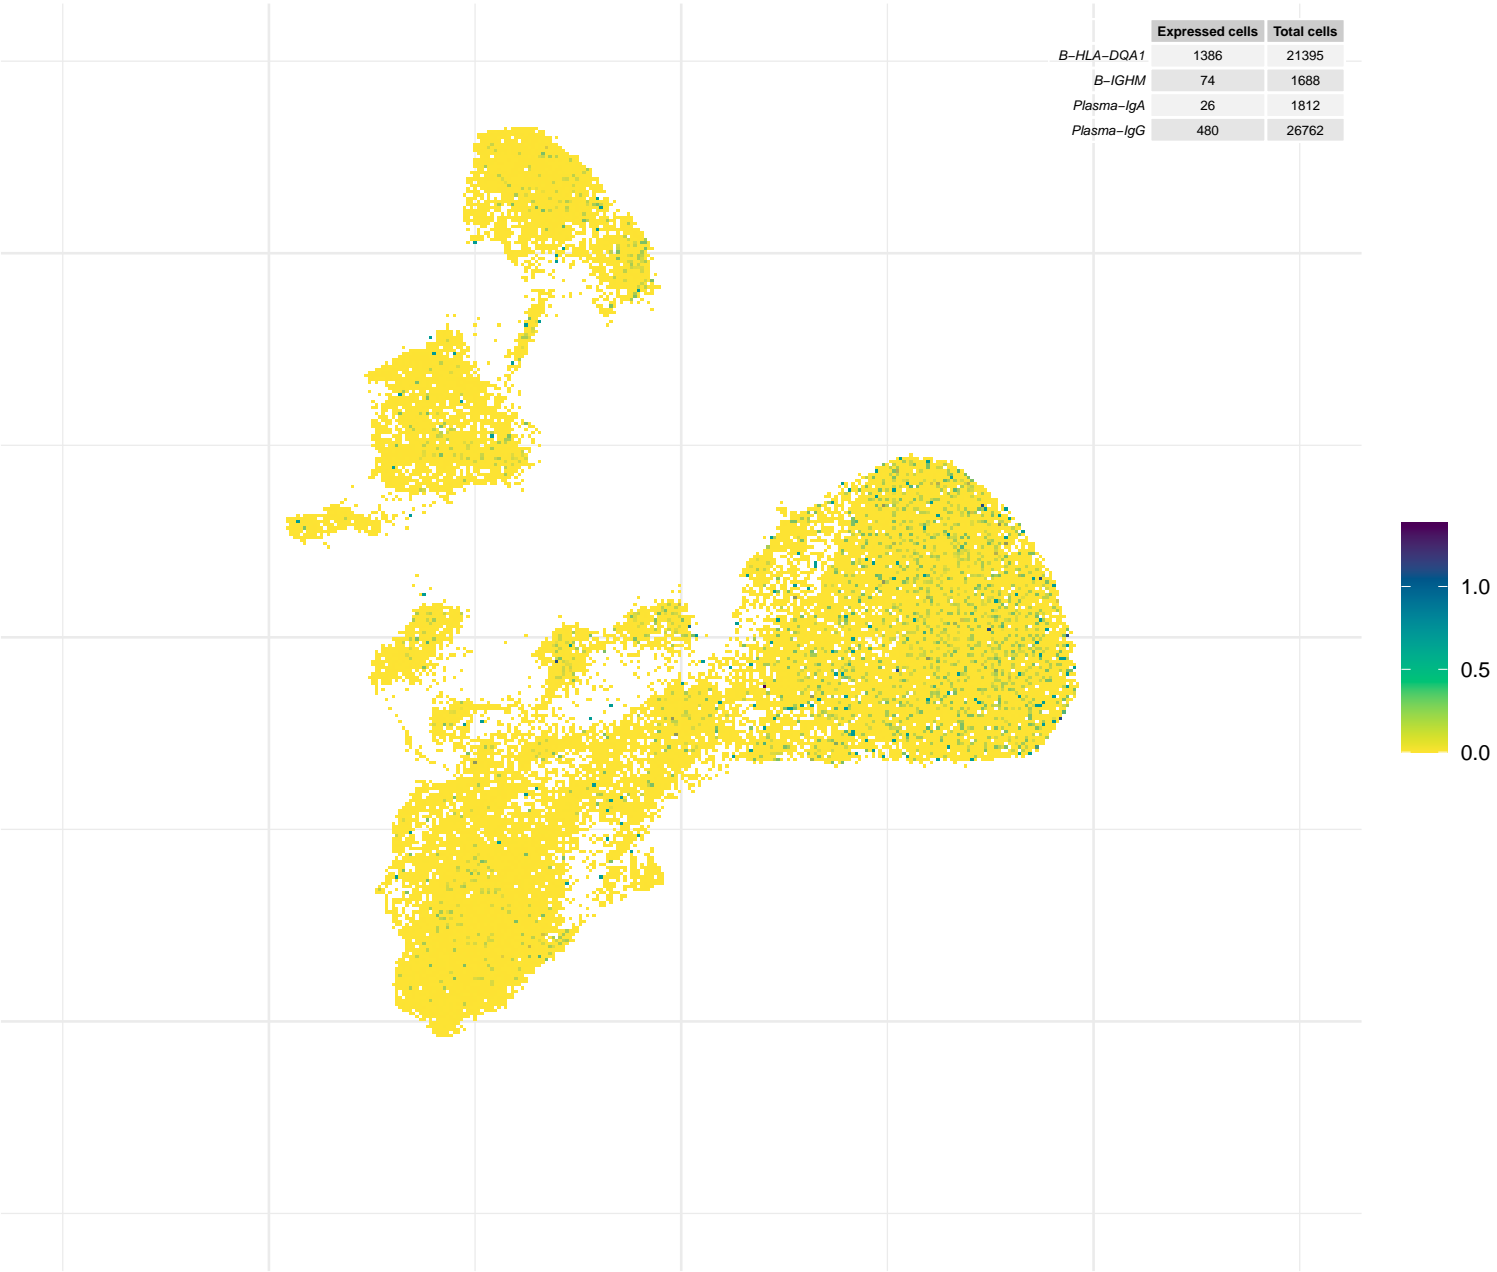 Expressed cells Total cells
B−HLA−DQA1 1386 21395
B−IGHM 74 1688
Plasma−IgA 26 1812
Plasma−IgG 480 26762
1.0
0.5
0.0